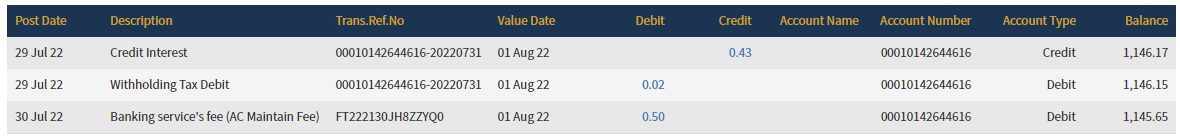 Post Date Description Trans.Ref.No Value Date Debit Credit Account Name Account Number Account Type Balance
29 Jul 22 Credit Interest 00010142644616-20220731 01 Aug 22 0.43 00010142644616 Credit 1,146.17
29 Jul 22 Withholding Tax Debit 00010142644616-20220731 01 Aug 22 0.02 00010142644616 Debit 1,146.15
30 Jul 22 Banking service's fee (AC Maintain Fee) FT222130JH8ZZYQ0 01 Aug 22 0.50 00010142644616 Debit 1,145.65